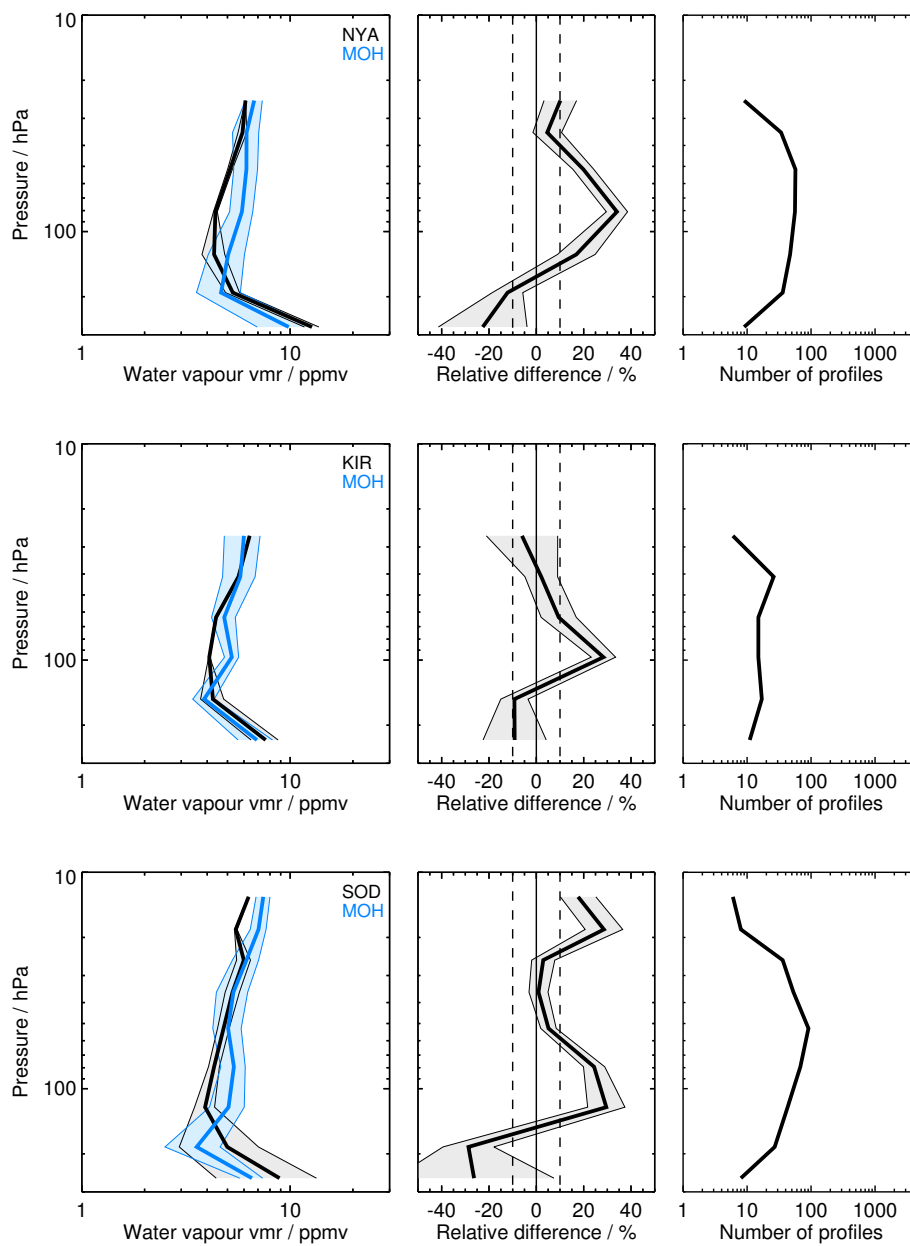 10
100
Pressure / hPa
NYA
MOH
1 10
Water vapour vmr / ppmv
-40 -20 0 20 40
Relative difference / %
1 10 100 1000
Number of profiles
10
100
Pressure / hPa
KIR
MOH
1 10
Water vapour vmr / ppmv
-40 -20 0 20 40
Relative difference / %
1 10 100 1000
Number of profiles
10
100
Pressure / hPa
SOD
MOH
1 10
Water vapour vmr / ppmv
-40 -20 0 20 40
Relative difference / %
1 10 100 1000
Number of profiles